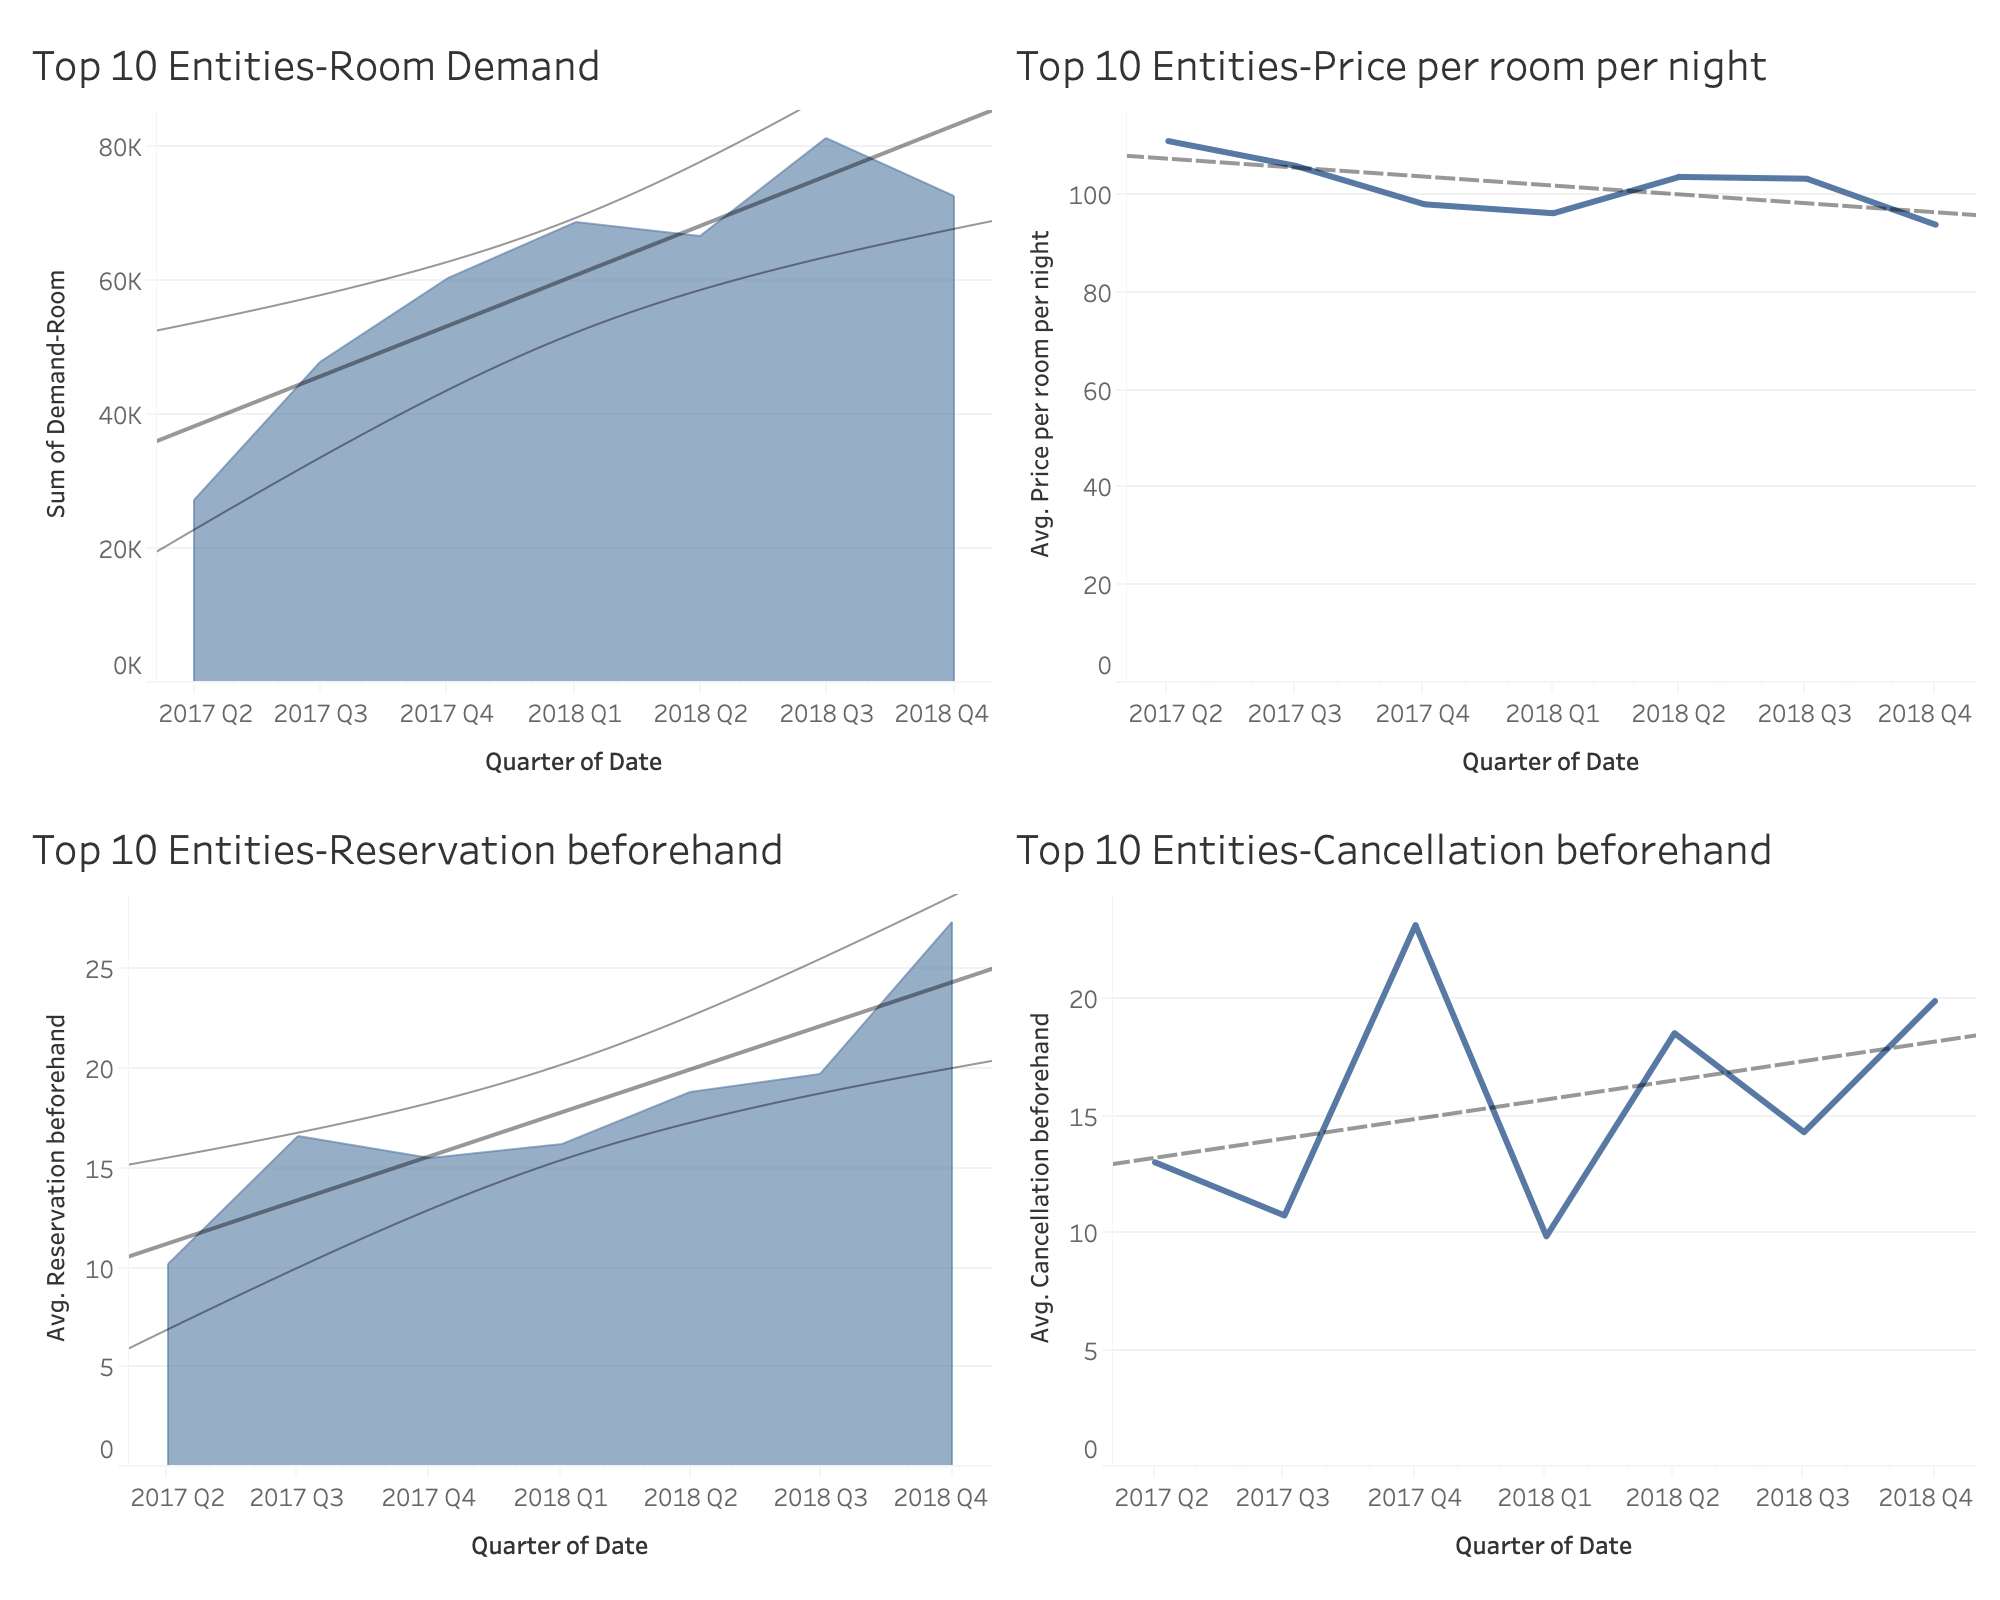 Top 10 Entities-Room Demand
Sum of Demand-Room
80K
60K
40K
20K
0K
2017 Q2 2017 Q3 2017 Q4 2018 Q1 2018 Q2 2018 Q3 2018 Q4
Quarter of Date
Top 10 Entities-Price per room per night
Avg. Price per room per night
100
80
60
40
20
0
2017 Q2 2017 Q3 2017 Q4 2018 Q1 2018 Q2 2018 Q3 2018 Q4
Quarter of Date
Top 10 Entities-Reservation beforehand
Avg. Reservation beforehand
25
20
15
10
5
0
2017 Q2 2017 Q3 2017 Q4 2018 Q1 2018 Q2 2018 Q3 2018 Q4
Quarter of Date
Top 10 Entities-Cancellation beforehand
Avg. Cancellation beforehand
20
15
10
5
0
2017 Q2 2017 Q3 2017 Q4 2018 Q1 2018 Q2 2018 Q3 2018 Q4
Quarter of Date